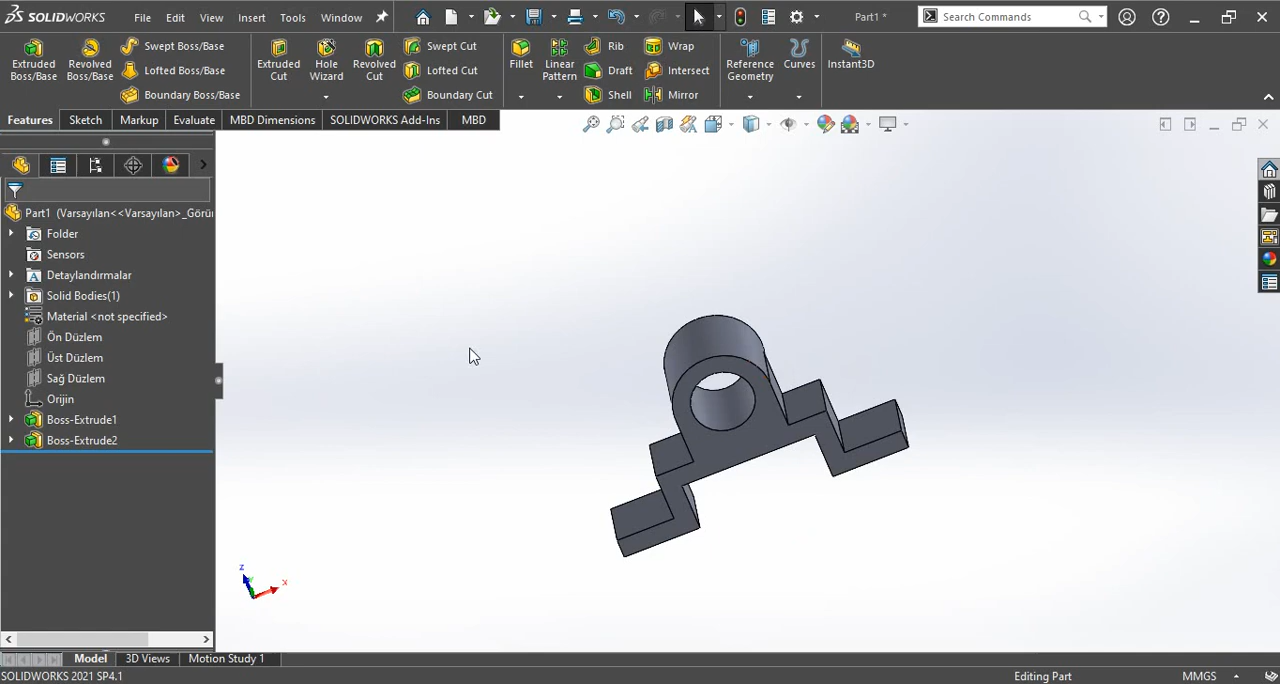 SOLIDWORKS File Edit View Insert Tools Window Part1 * Search Commands
Extruded Boss/Base
Revolved Boss/Base
Swept Boss/Base
Lofted Boss/Base
Boundary Boss/Base
Extruded Cut
Hole Wizard
Revolved Cut
Swept Cut
Lofted Cut
Boundary Cut
Fillet
Linear Pattern
Rib
Draft
Shell
Wrap
Intersect
Mirror
Reference Geometry
Curves
Instant3D
Features Sketch Markup Evaluate MBD Dimensions SOLIDWORKS Add-Ins MBD
Part1 (Varsayılan<<Varsayılan>_Görü
Folder
Sensors
Detaylandırmalar
Solid Bodies(1)
Material <not specified>
Ön Düzlem
Üst Düzlem
Sağ Düzlem
Orijin
Boss-Extrude1
Boss-Extrude2
z
x
Model 3D Views Motion Study 1
SOLIDWORKS 2021 SP4.1 Editing Part MMGS